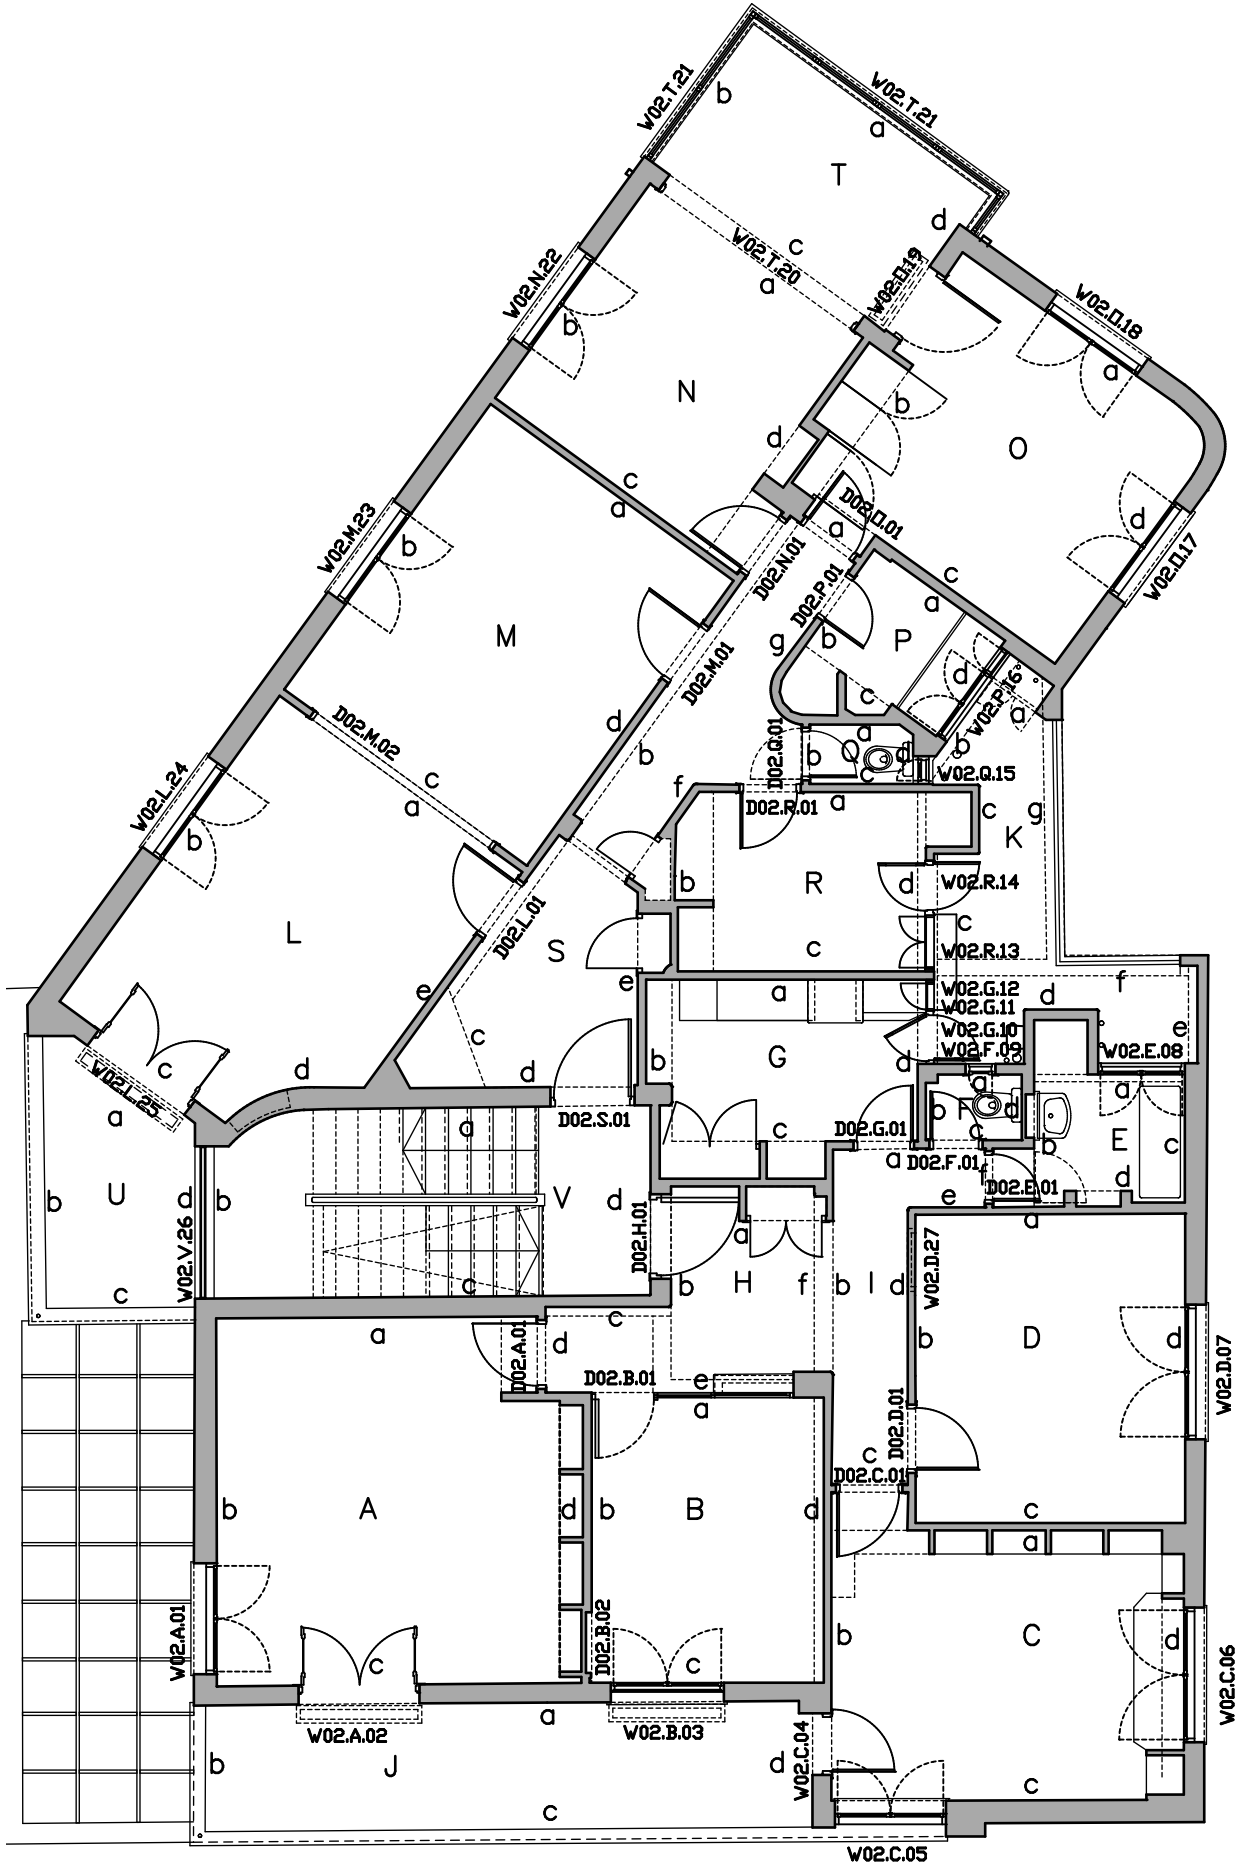 W02.T.21
b
W02.T.21
a
T
d
c
W02.T.20
a
W02.O.19
W02.N.22
b
W02.O.18
a
N
b
d
O
c
a
W02.M.23
b
D02.O.01
a
d
D02.N.01
W02.O.17
c
D02.P.01
a
M
g
b
P
D02.M.01
d
c
W02.P.16
a
D02.M.02
d
b
D02.Q.01
a
b
Q
d
c
b
W02.Q.15
W02.L.24
c
a
f
D02.R.01
a
c
g
K
b
b
R
d
W02.R.14
L
D02.L.01
c
c
S
W02.R.13
e
e
a
W02.G.12
f
W02.G.11
d
c
G
W02.G.10
e
b
d
W02.F.09
W02.E.08
c
W02.L.25
d
d
a
a
a
D02.S.01
a
b
F
d
c
D02.G.01
b
E
c
c
a
D02.F.01
f
d
U
b
d
b
V
d
D02.H.01
e
D02.E.01
a
a
W02.V.26
c
c
b
H
f
b
I
d
W02.D.27
a
c
D02.A.01
d
b
D
d
W02.D.07
D02.B.01
e
a
D02.D.01
c
D02.C.01
b
A
d
b
B
d
c
a
W02.A.01
D02.B.02
b
C
d
W02.C.06
c
c
W02.A.02
a
W02.B.03
b
J
d
W02.C.04
c
c
W02.C.05